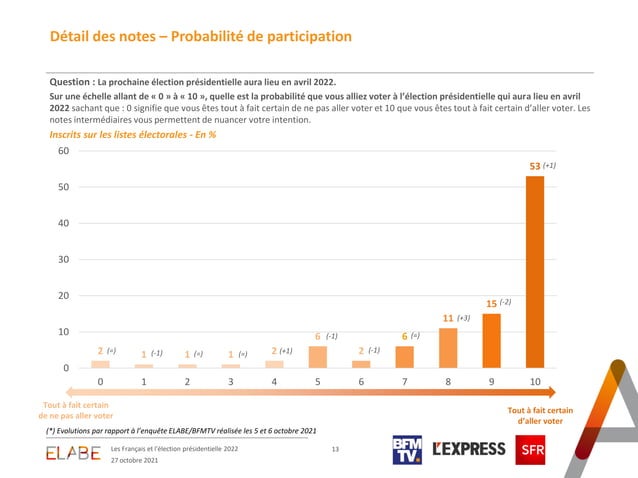 Détail des notes – Probabilité de participation
Question : La prochaine élection présidentielle aura lieu en avril 2022.
Sur une échelle allant de « 0 » à « 10 », quelle est la probabilité que vous alliez voter à l'élection présidentielle qui aura lieu en avril
2022 sachant que : 0 signifie que vous êtes tout à fait certain de ne pas aller voter et 10 que vous êtes tout à fait certain d'aller voter. Les
notes intermédiaires vous permettent de nuancer votre intention.
Inscrits sur les listes électorales - En %
60
50
40
30
20
10
0
2 (=)
1 (-1)
1 (=)
1 (=)
2 (+1)
6 (-1)
2 (-1)
6 (=)
11 (+3)
15 (-2)
53 (+1)
0 1 2 3 4 5 6 7 8 9 10
Tout à fait certain
de ne pas aller voter
Tout à fait certain
d'aller voter
(*) Evolutions par rapport à l'enquête ELABE/BFMTV réalisée les 5 et 6 octobre 2021
ELABE
Les Français et l'élection présidentielle 2022
27 octobre 2021
13
BFM
TV.
L'EXPRESS
SFR